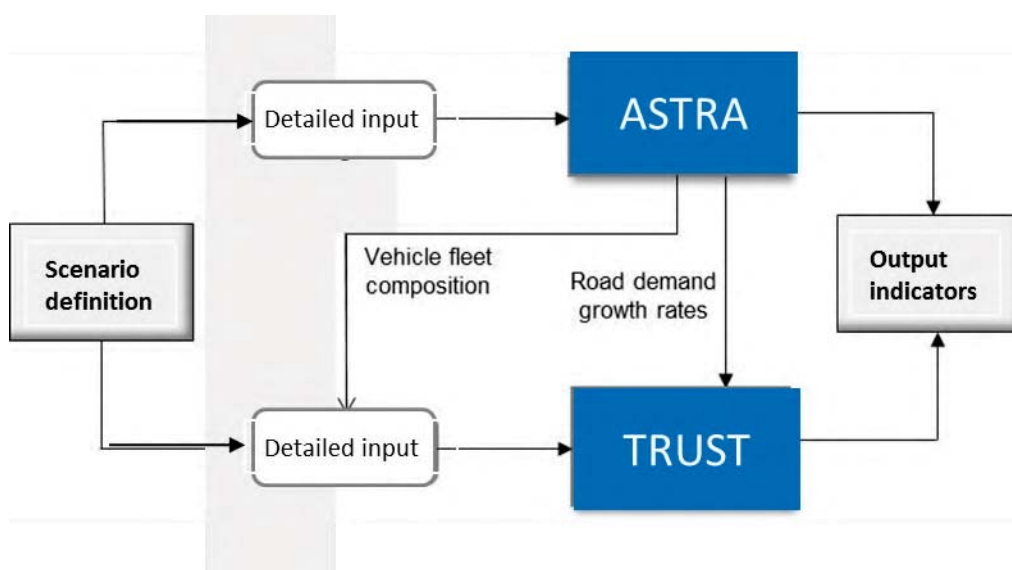 Detailed input
ASTRA
Scenario
definition
Vehicle fleet
composition
Road demand
growth rates
Output
indicators
Detailed input
TRUST